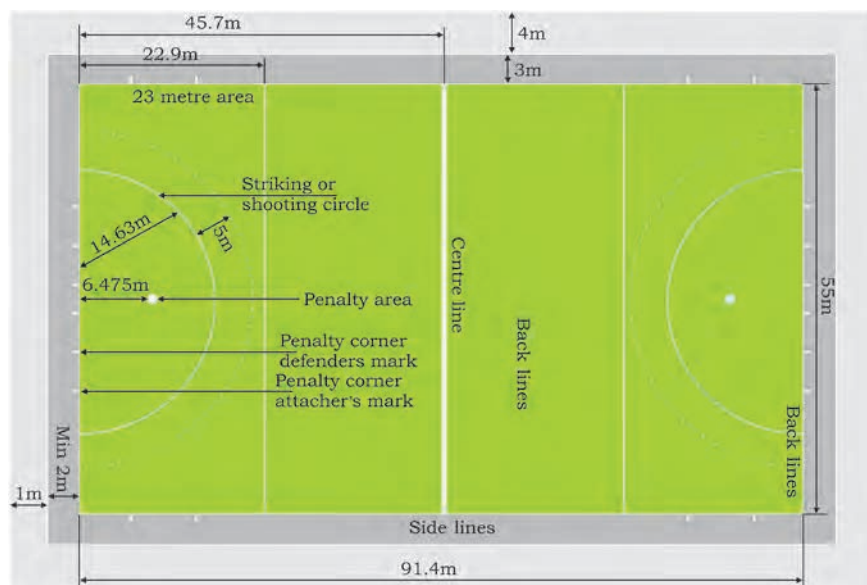 45.7m
4m
22.9m
3m
23 metre area
Striking or
shooting circle
14.63m
5m
6.475m
Penalty area
Centre line
55m
Penalty corner
defenders mark
Back lines
Penalty corner
attacher's mark
Back lines
Min 2m
1m
Side lines
91.4m